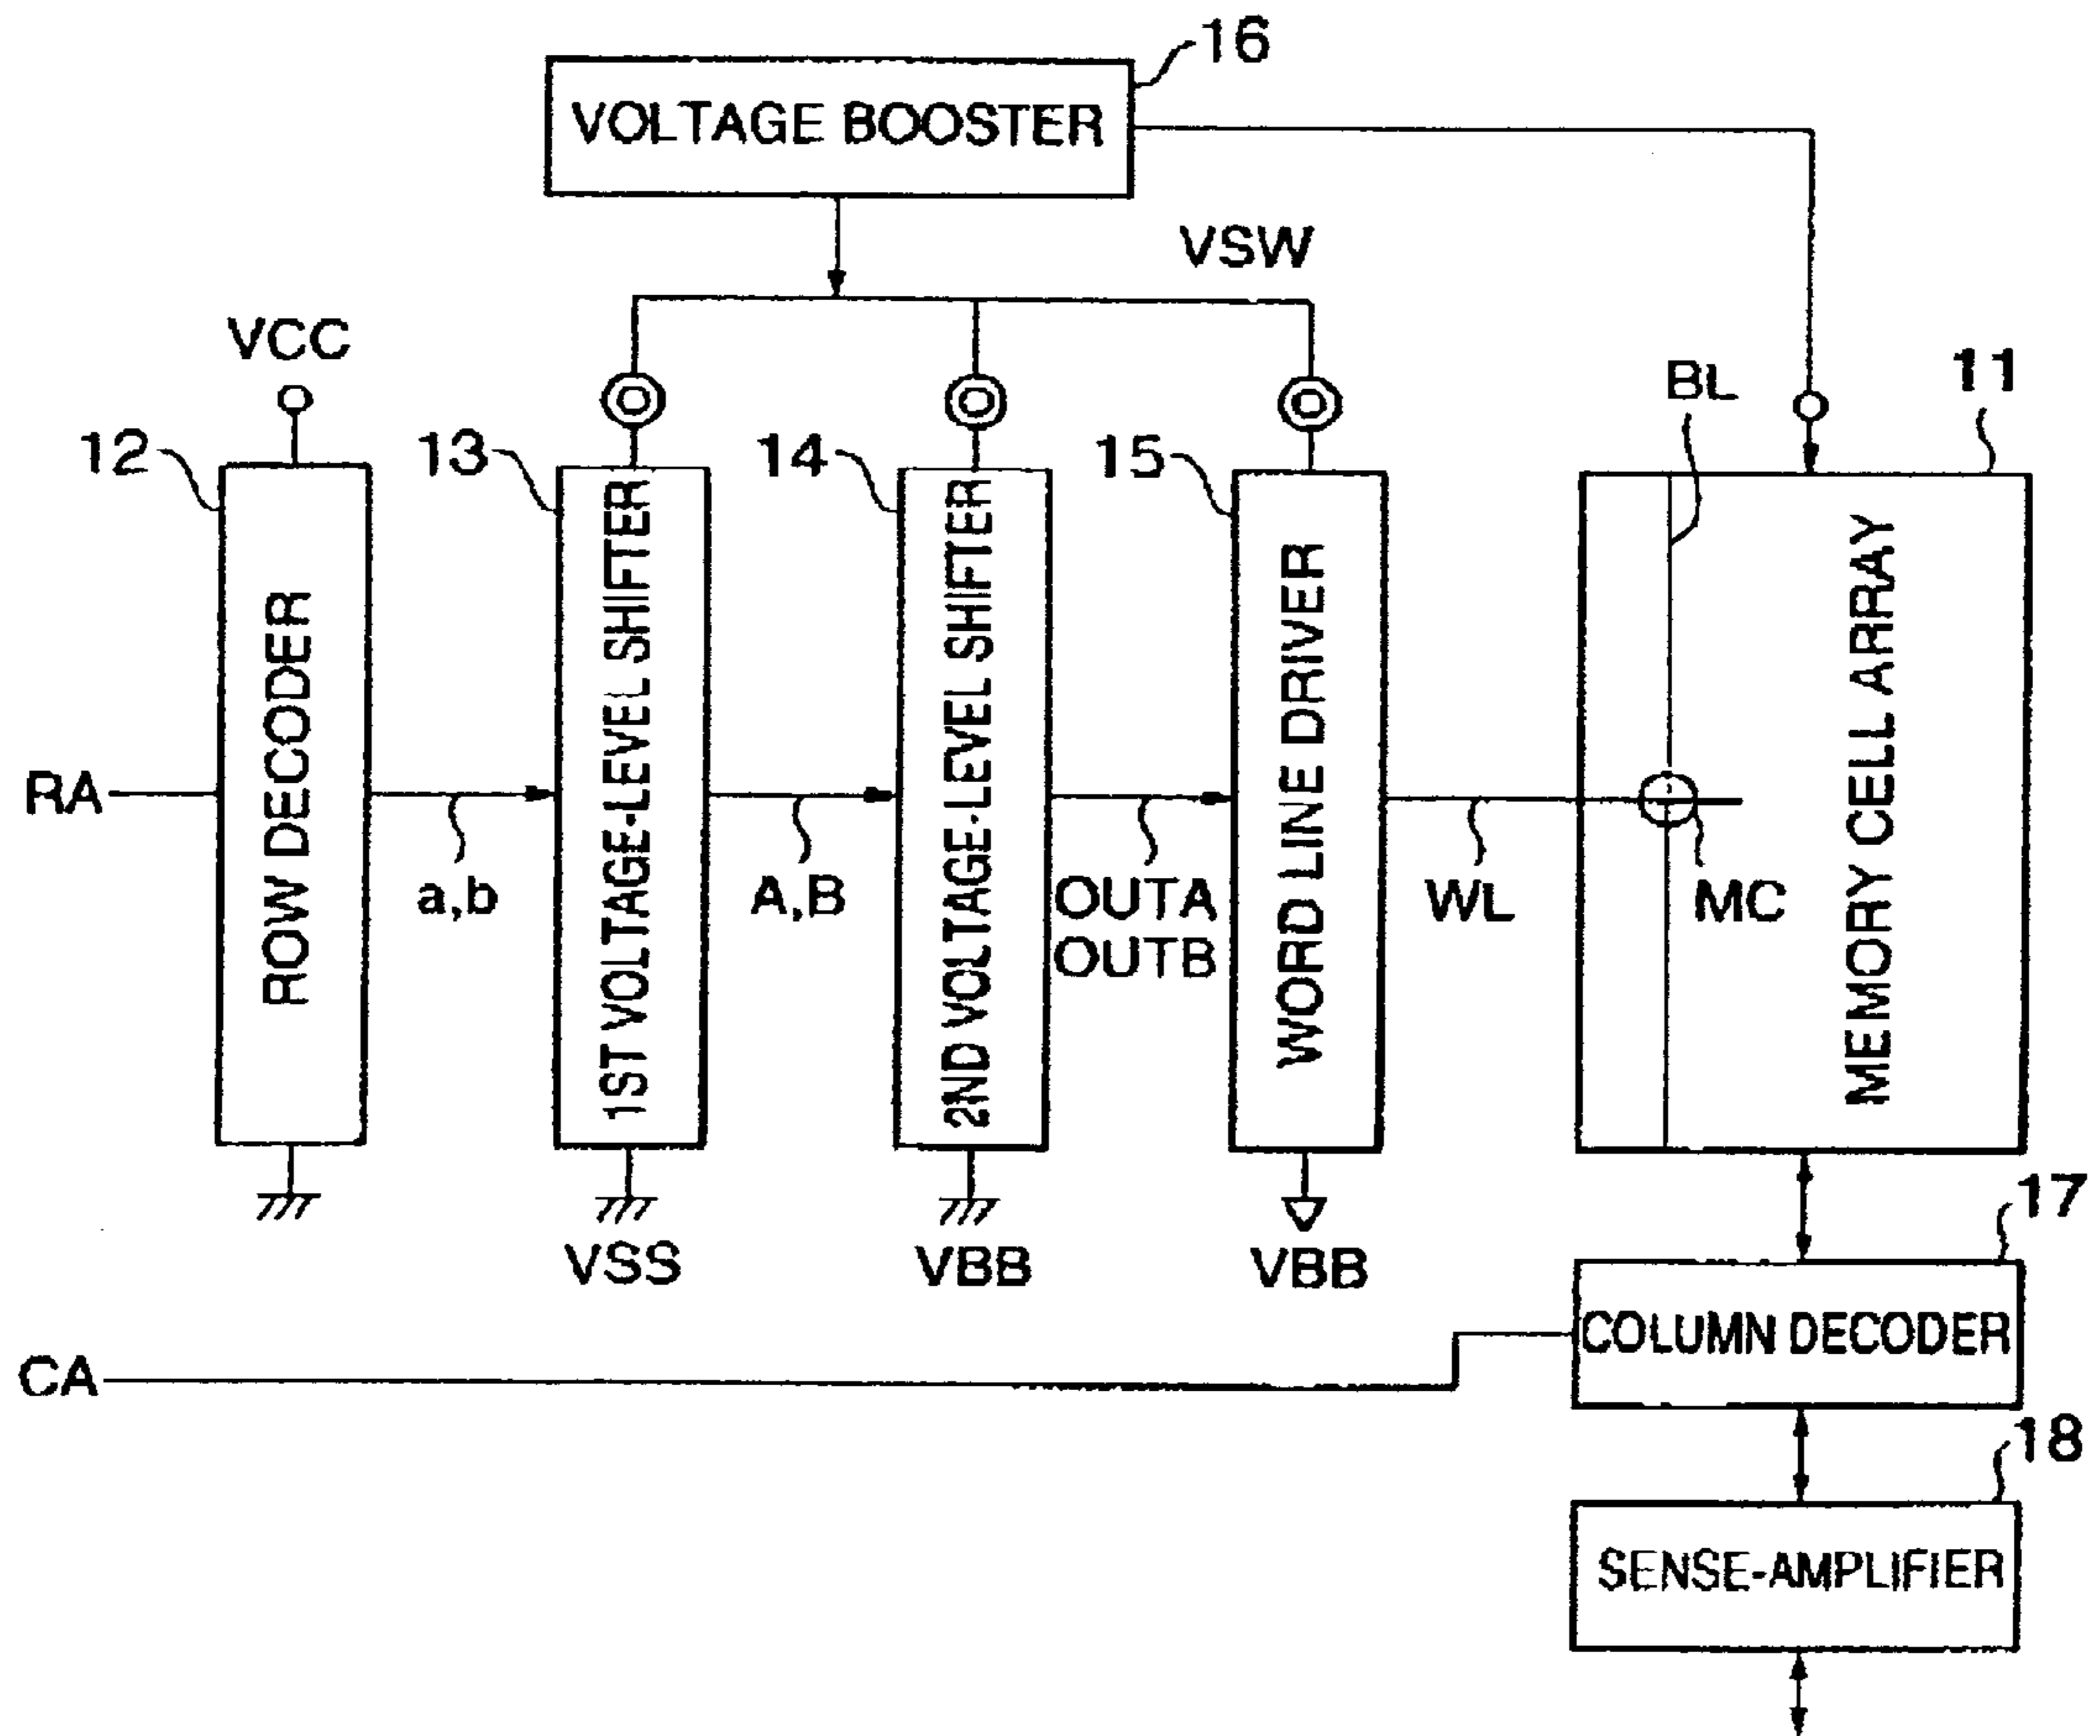 16
VOLTAGE BOOSTER
VSW
VCC
BL
11
12
13
14
15
ROW DECODER
1ST VOLTAGE-LEVEL SHIFTER
2ND VOLTAGE-LEVEL SHIFTER
WORD LINE DRIVER
MEMORY CELL ARRAY
RA
a,b
A,B
OUTA
OUTB
WL
MC
VSS
VBB
VBB
17
COLUMN DECODER
CA
18
SENSE-AMPLIFIER